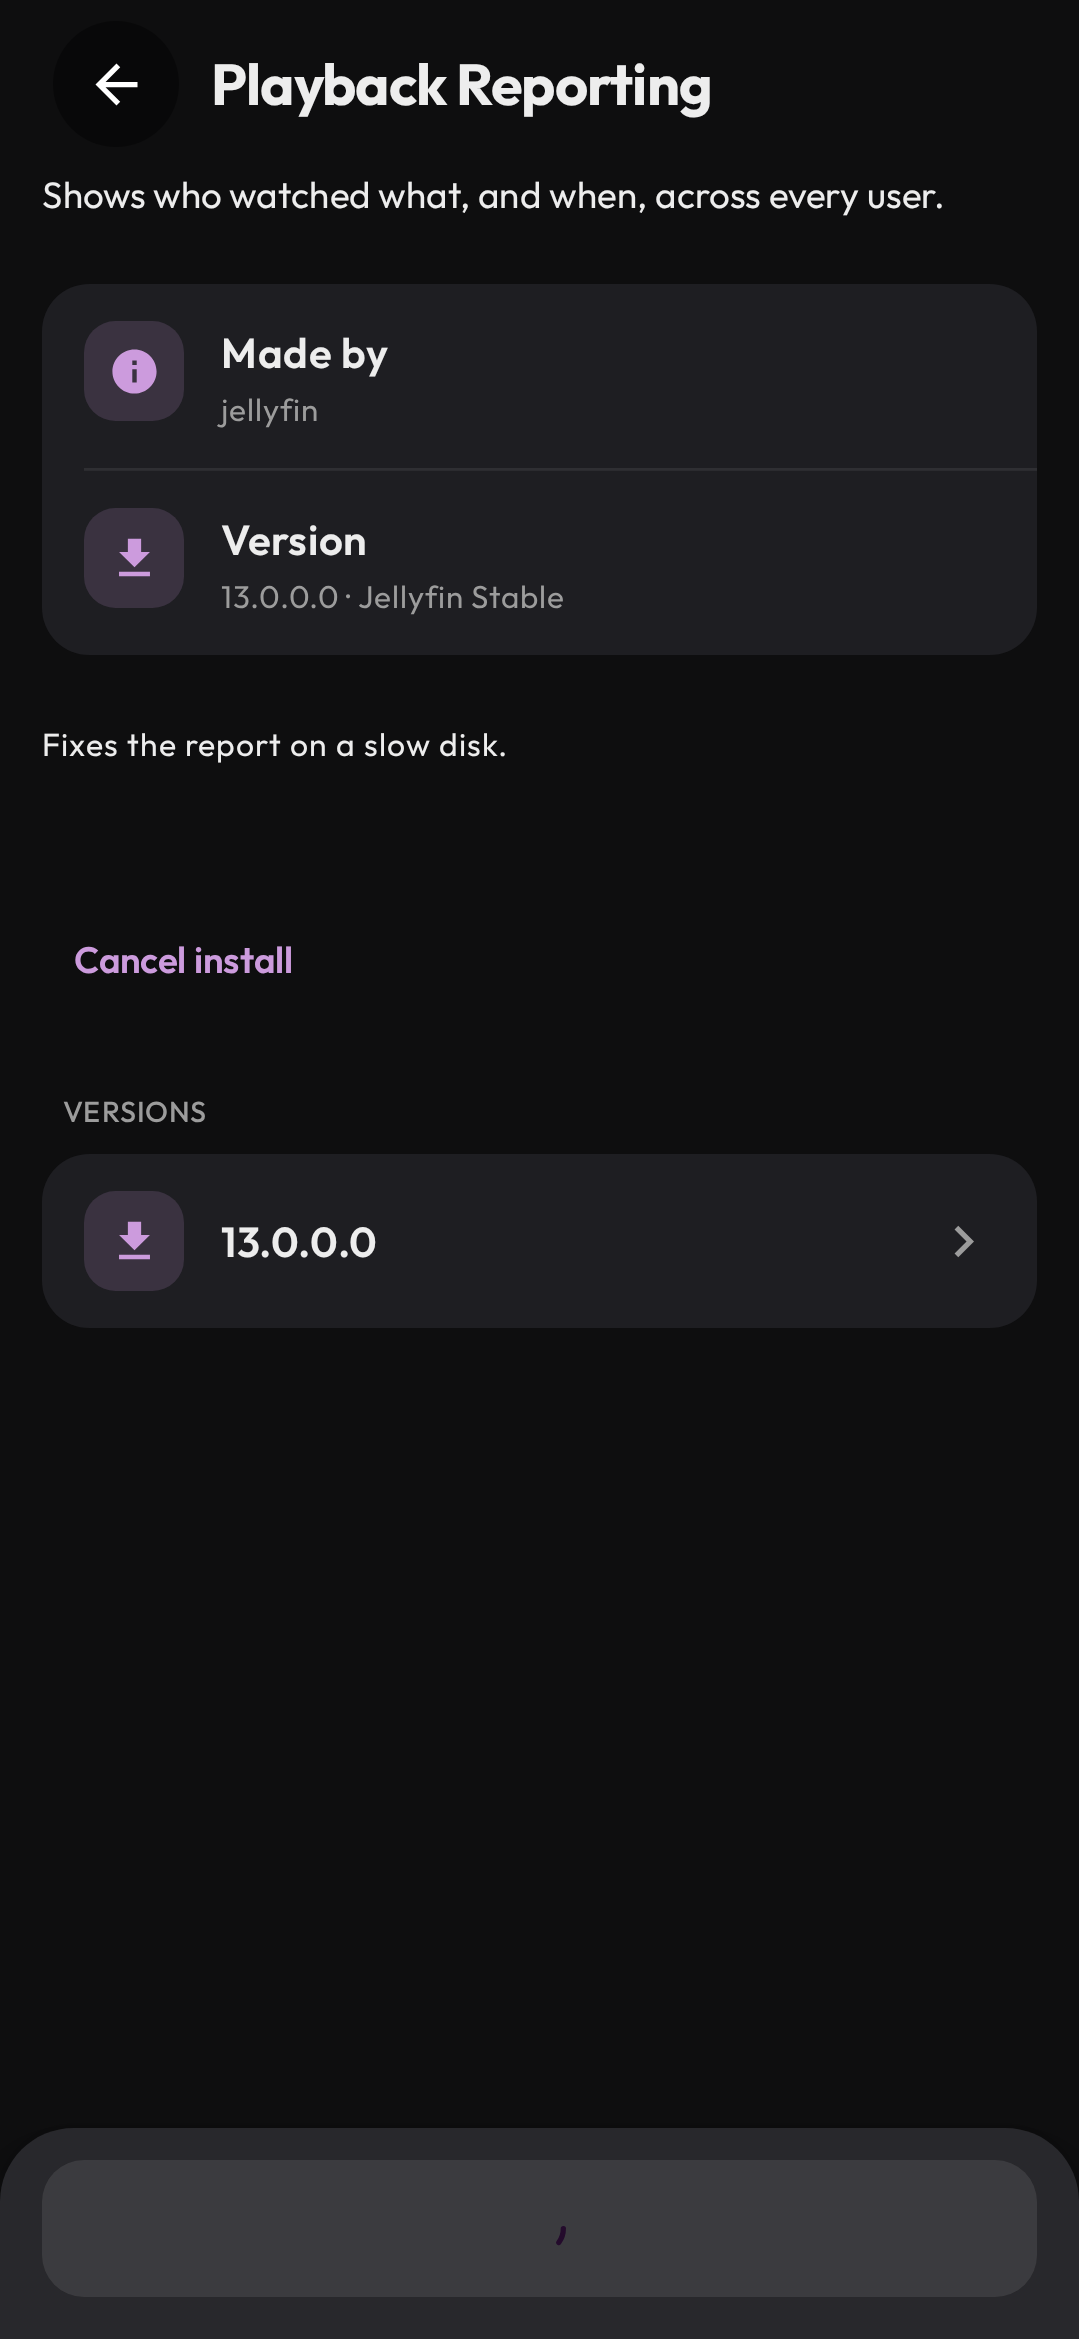 Playback Reporting
Shows who watched what, and when, across every user.
Made by
jellyfin
Version
13.0.0.0 · Jellyfin Stable
Fixes the report on a slow disk.
Cancel install
VERSIONS
13.0.0.0